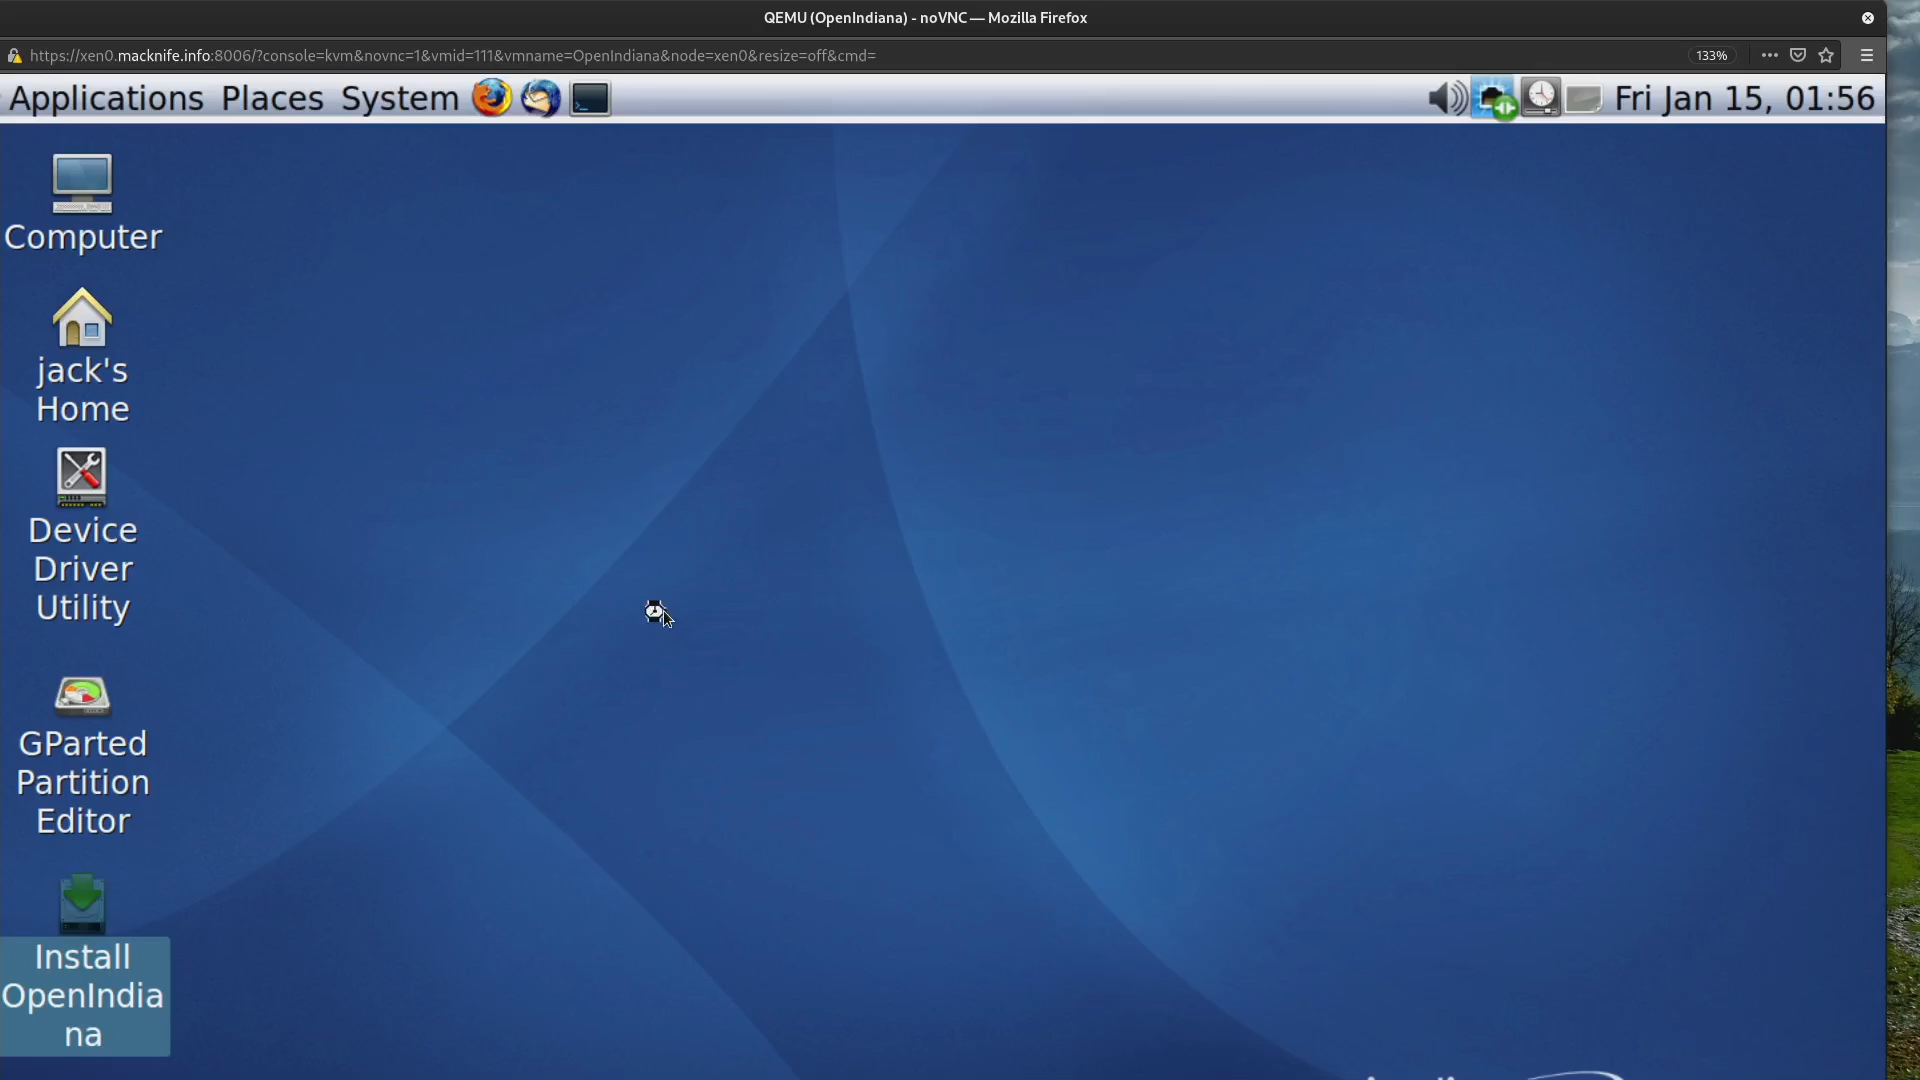 QEMU (OpenIndiana) - noVNC — Mozilla Firefox
https://xen0.macknife.info:8006/?console=kvm&novnc=1&vmid=111&vmname=OpenIndiana&node=xen0&resize=off&cmd=
133%
Applications Places System
Fri Jan 15, 01:56
Computer
jack's
Home
Device
Driver
Utility
GParted
Partition
Editor
Install
OpenIndia
na